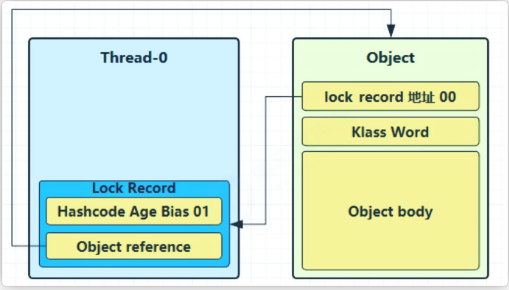 Thread-0
Lock Record
Hashcode Age Bias 01
Object reference
Object
lock record 地址 00
Klass Word
Object body